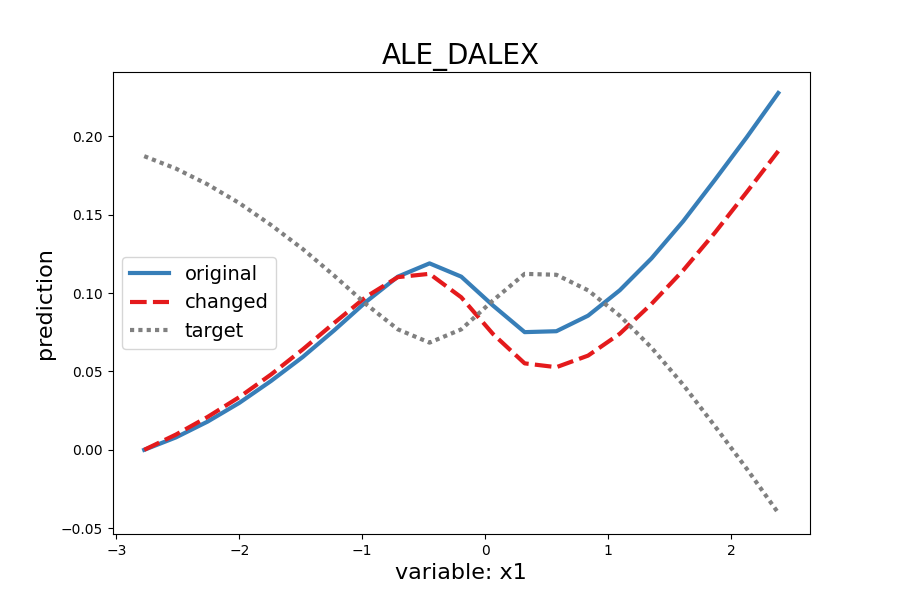 ALE_DALEX
prediction
0.20
0.15
0.10
0.05
0.00
−0.05
original
changed
target
−3
−2
−1
0
1
2
variable: x1